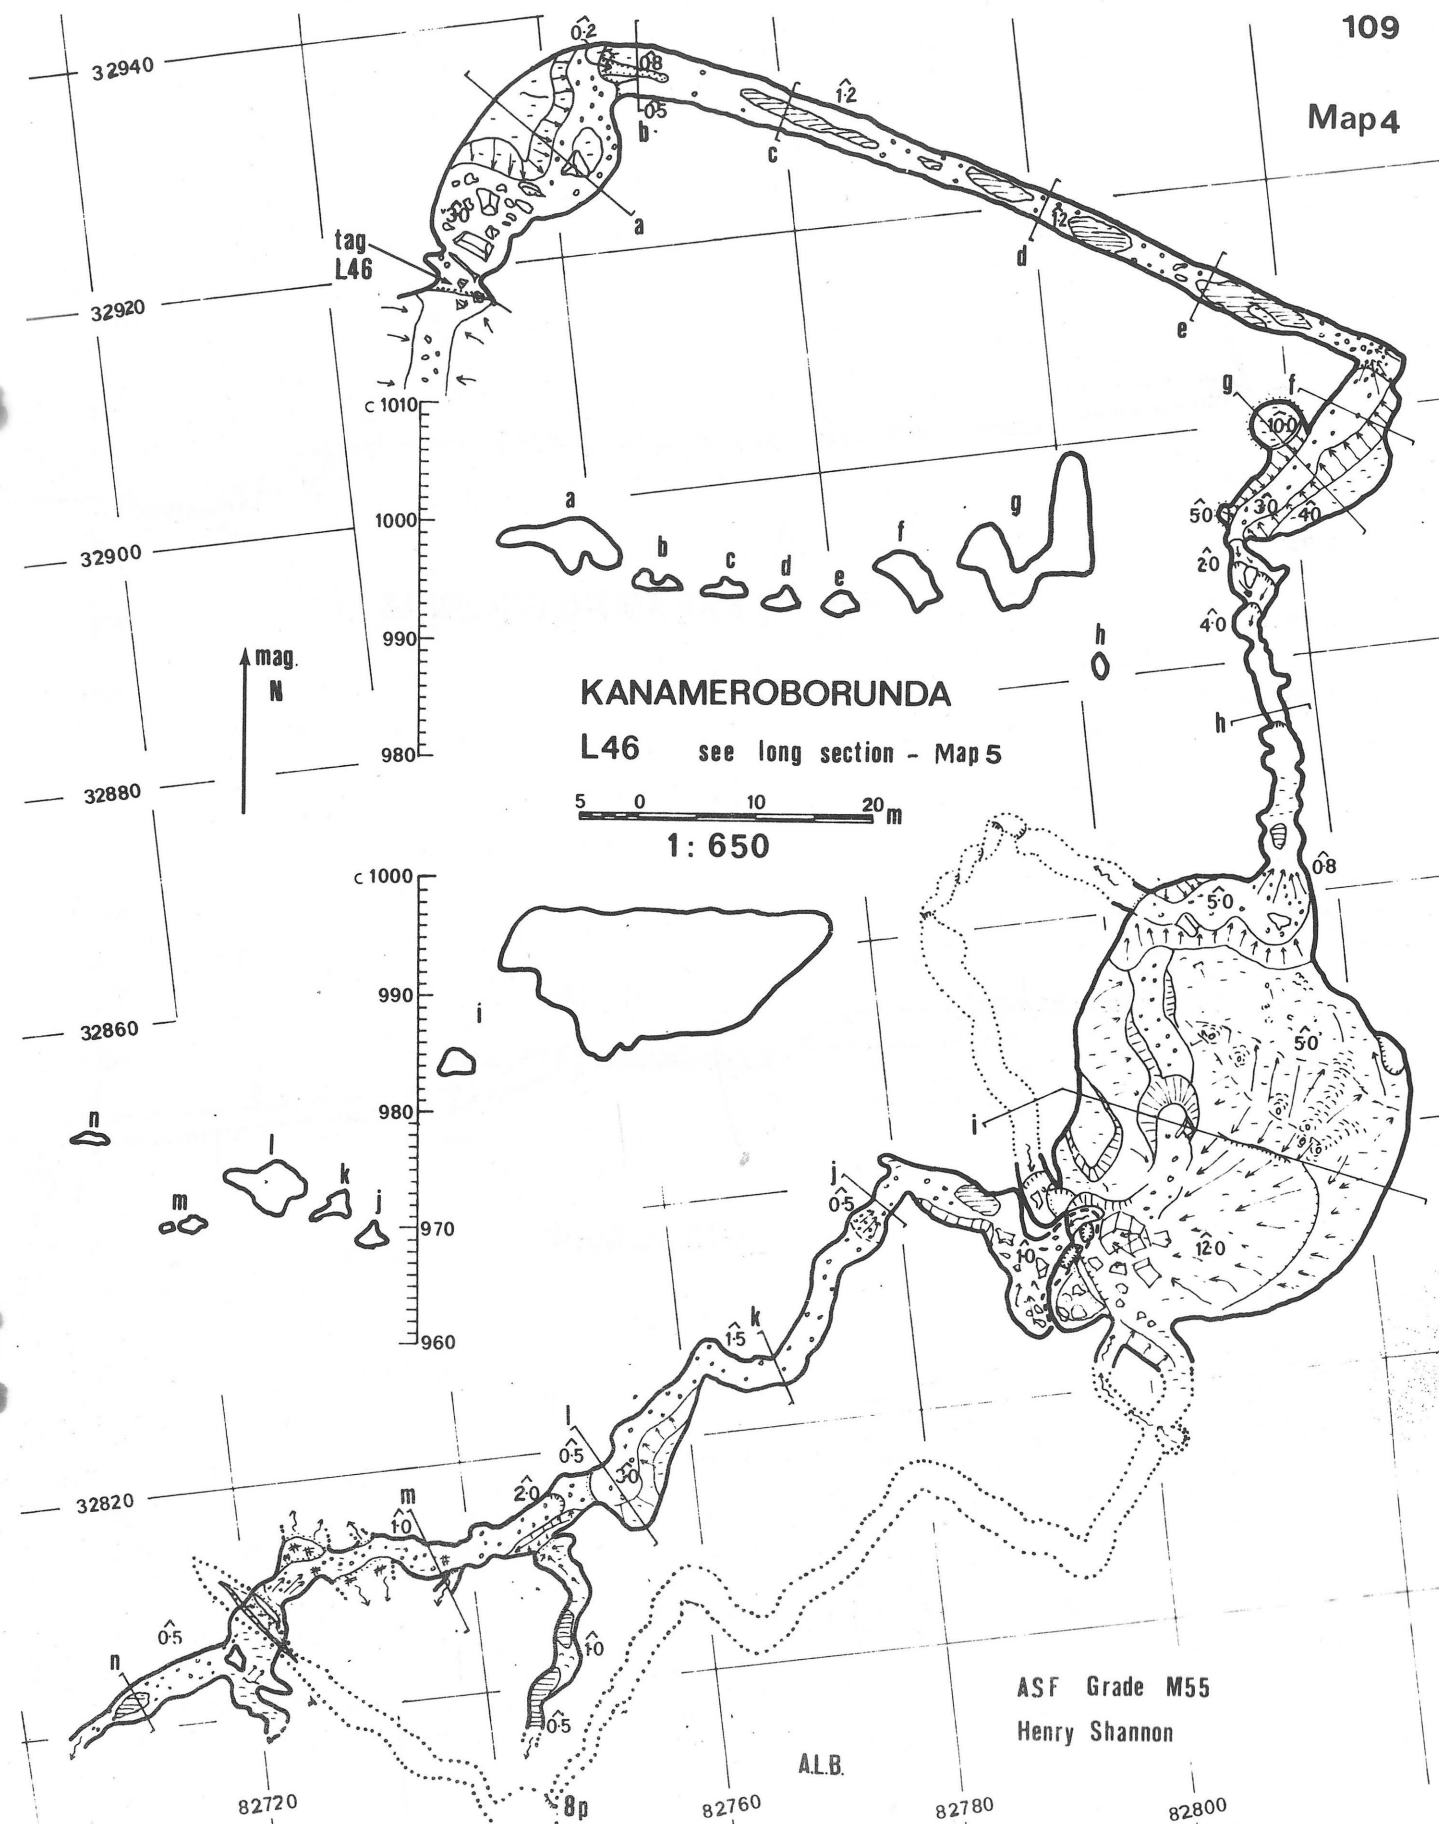 109
Map 4
32940
0.2
0.8
0.5
b
1.2
c
a
3.0
tag
L46
1.2
d
e
32920
c 1010
g
f
10.0
1000
a
b
c
d
e
f
g
5.0
3.0
4.0
32900
2.0
4.0
990
h
mag.
N
KANAMEROBORUNDA
h
980
L46 see long section - Map 5
32880
5 0 10 20 m
1: 650
0.8
c 1000
5.0
990
i
5.0
32860
980
n
l
k
j
m
i
j
0.5
970
1.0
12.0
k
1.5
960
l
0.5
3.0
2.0
m
1.0
32820
0.5
n
1.0
0.5
ASF Grade M55
Henry Shannon
A.L.B.
8p
82720
82760
82780
82800